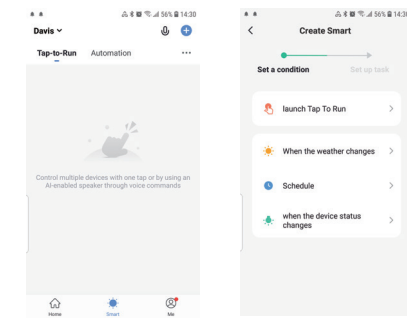 56% 14:30
Davis
Tap-to-Run Automation
Control multiple devices with one tap or by using an
AI-enabled speaker through voice commands
Home Smart Me
56% 14:30
Create Smart
Set a condition Set up task
launch Tap To Run
When the weather changes
Schedule
when the device status
changes